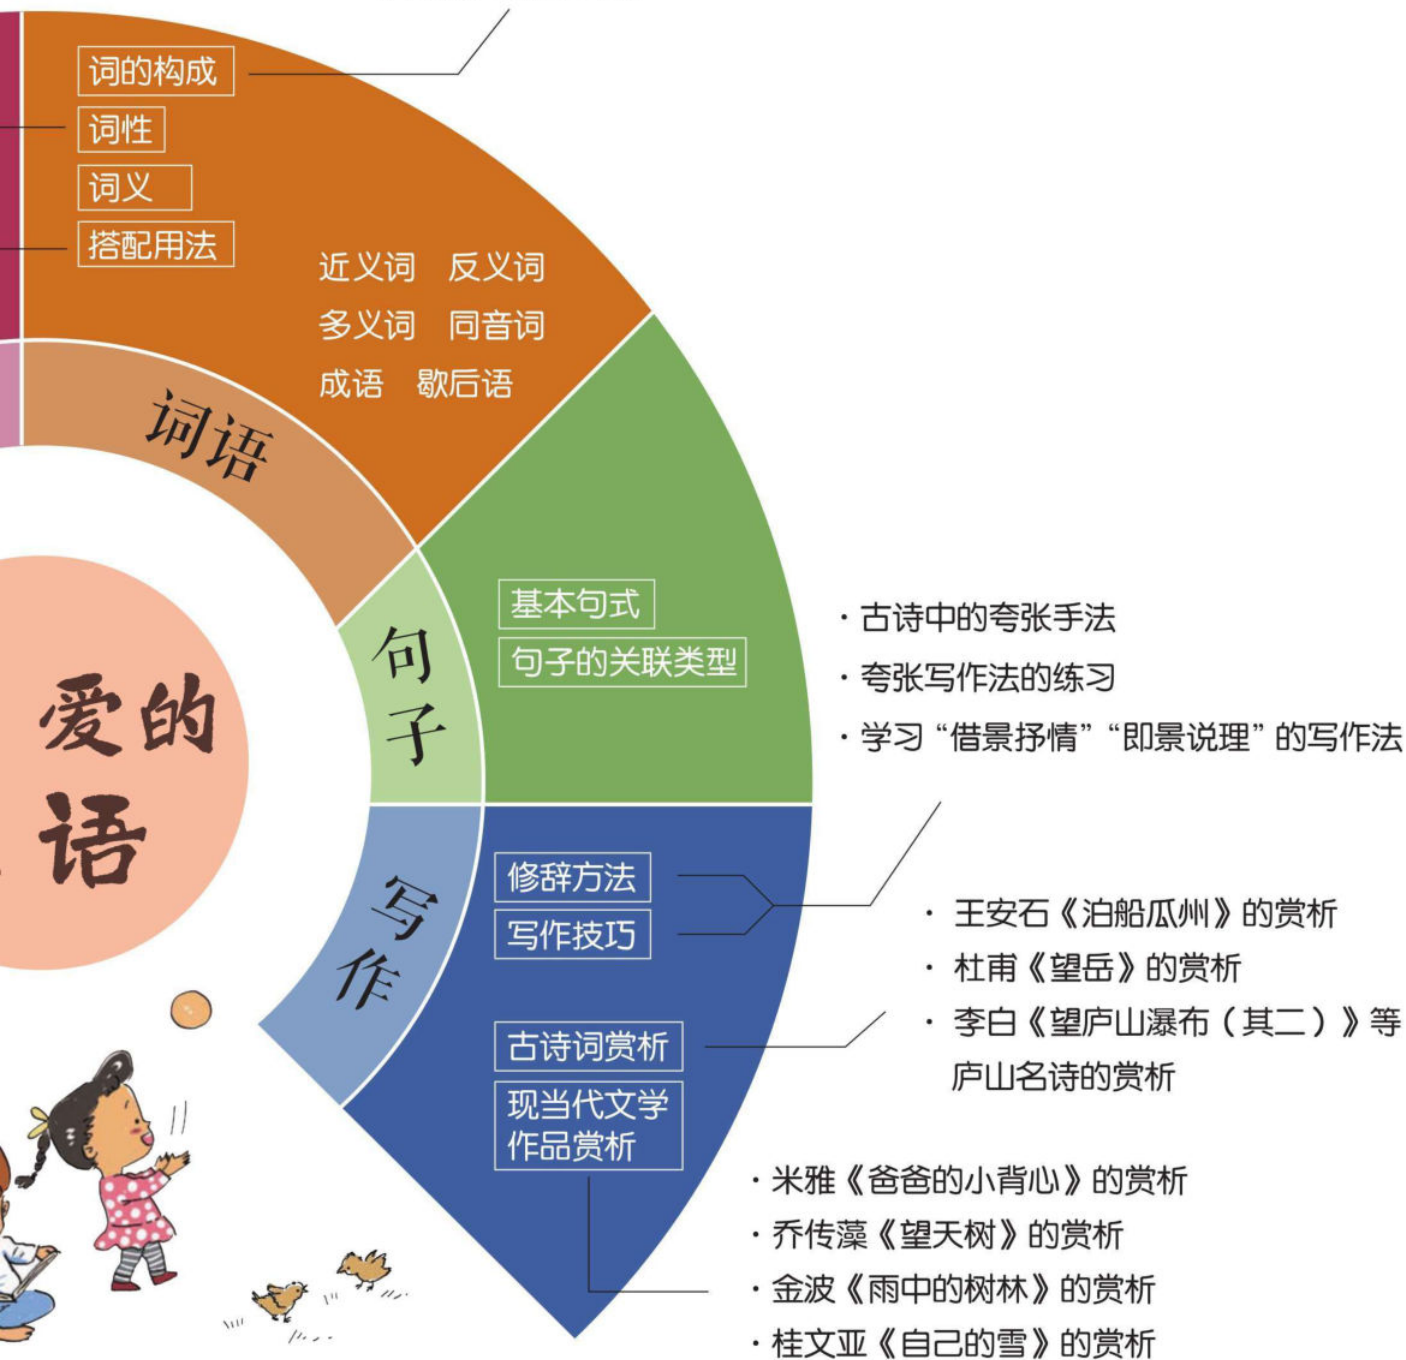 词的构成
词性
词义
搭配用法
近义词 反义词
多义词 同音词
成语 歇后语
词语
基本句式
句子的关联类型
句子
·古诗中的夸张手法
·夸张写作法的练习
·学习“借景抒情”“即景说理”的写作法
爱的
语
修辞方法
写作技巧
写作
古诗词赏析
现当代文学
作品赏析
· 王安石《泊船瓜州》的赏析
· 杜甫《望岳》的赏析
· 李白《望庐山瀑布（其二）》等
庐山名诗的赏析
·米雅《爸爸的小背心》的赏析
·乔传藻《望天树》的赏析
·金波《雨中的树林》的赏析
·桂文亚《自己的雪》的赏析